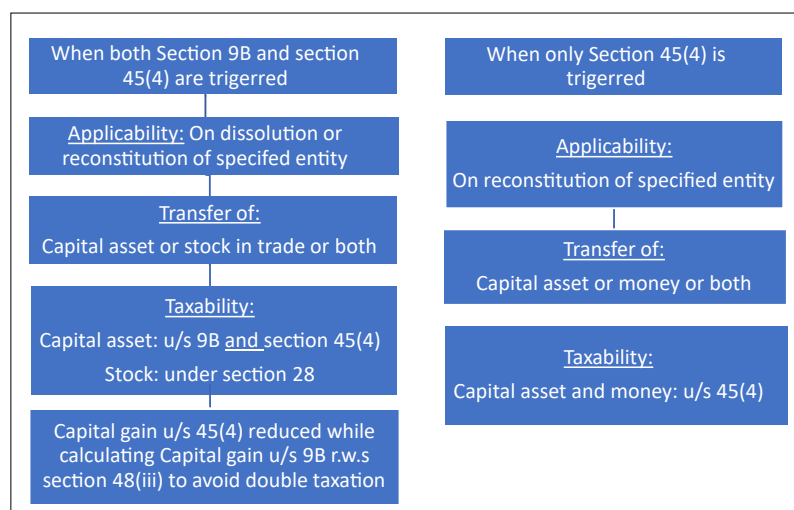 When both Section 9B and section
45(4) are trigerred
Applicability: On dissolution or
reconstitution of specifed entity
Transfer of:
Capital asset or stock in trade or both
Taxability:
Capital asset: u/s 9B and section 45(4)
Stock: under section 28
Capital gain u/s 45(4) reduced while
calculating Capital gain u/s 9B r.w.s
section 48(iii) to avoid double taxation
When only Section 45(4) is
trigerred
Applicability:
On reconstitution of specified entity
Transfer of:
Capital asset or money or both
Taxability:
Capital asset and money: u/s 45(4)